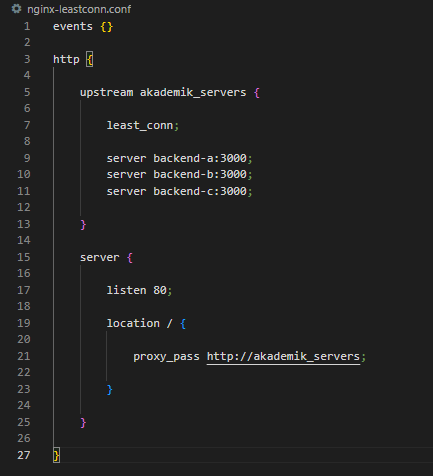 nginx-leastconn.conf
1 events {}
2
3 http {
4
5 upstream akademik_servers {
6
7 least_conn;
8
9 server backend-a:3000;
10 server backend-b:3000;
11 server backend-c:3000;
12
13 }
14
15 server {
16
17 listen 80;
18
19 location / {
20
21 proxy_pass http://akademik_servers;
22
23 }
24
25 }
26
27 }